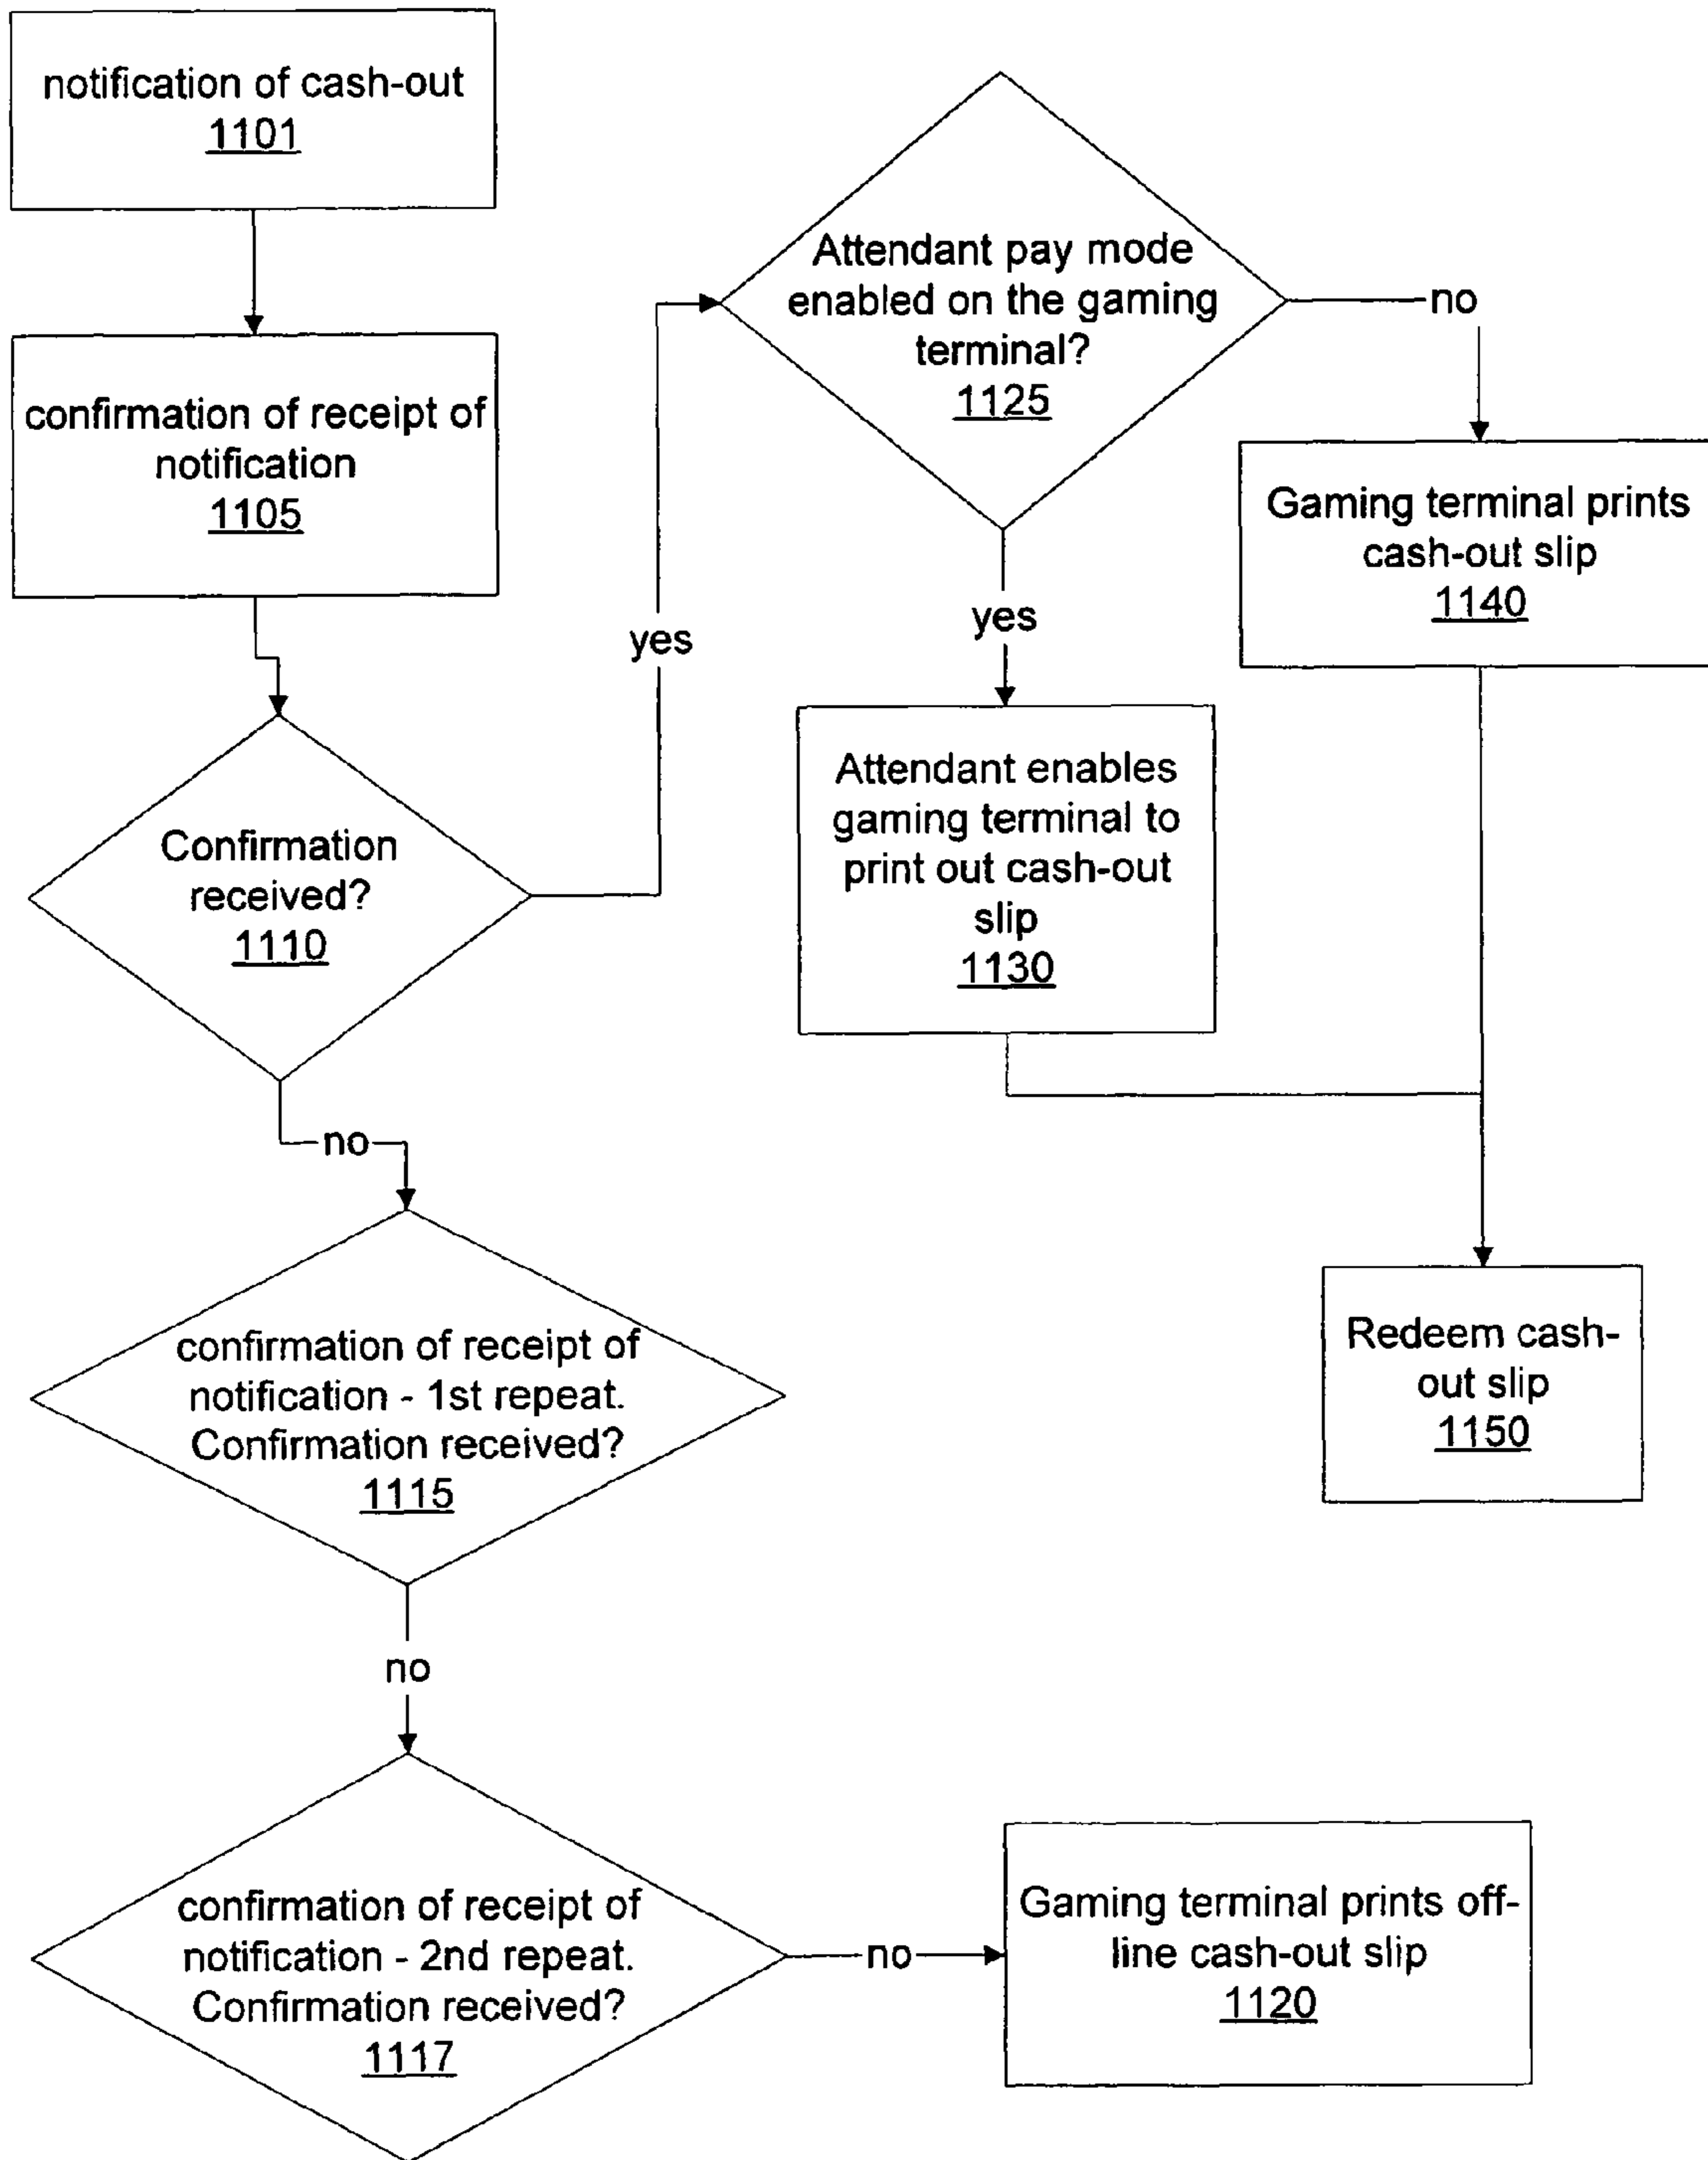 notification of cash-out
1101
confirmation of receipt of
notification
1105
Confirmation
received?
1110
yes
no
confirmation of receipt of
notification - 1st repeat.
Confirmation received?
1115
no
confirmation of receipt of
notification - 2nd repeat.
Confirmation received?
1117
no
Gaming terminal prints off-
line cash-out slip
1120
Attendant pay mode
enabled on the gaming
terminal?
1125
yes
no
Attendant enables
gaming terminal to
print out cash-out
slip
1130
Gaming terminal prints
cash-out slip
1140
Redeem cash-
out slip
1150